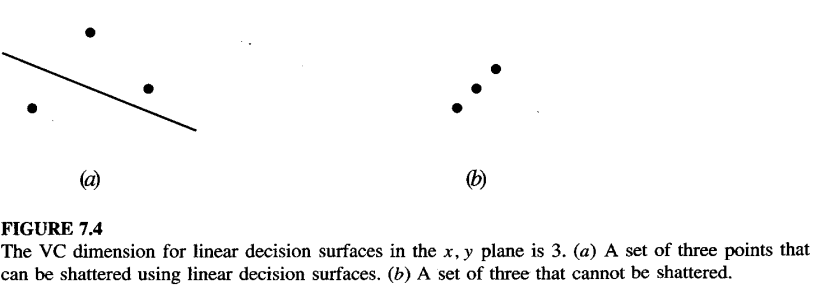 (a) (b)
FIGURE 7.4
The VC dimension for linear decision surfaces in the x, y plane is 3. (a) A set of three points that
can be shattered using linear decision surfaces. (b) A set of three that cannot be shattered.